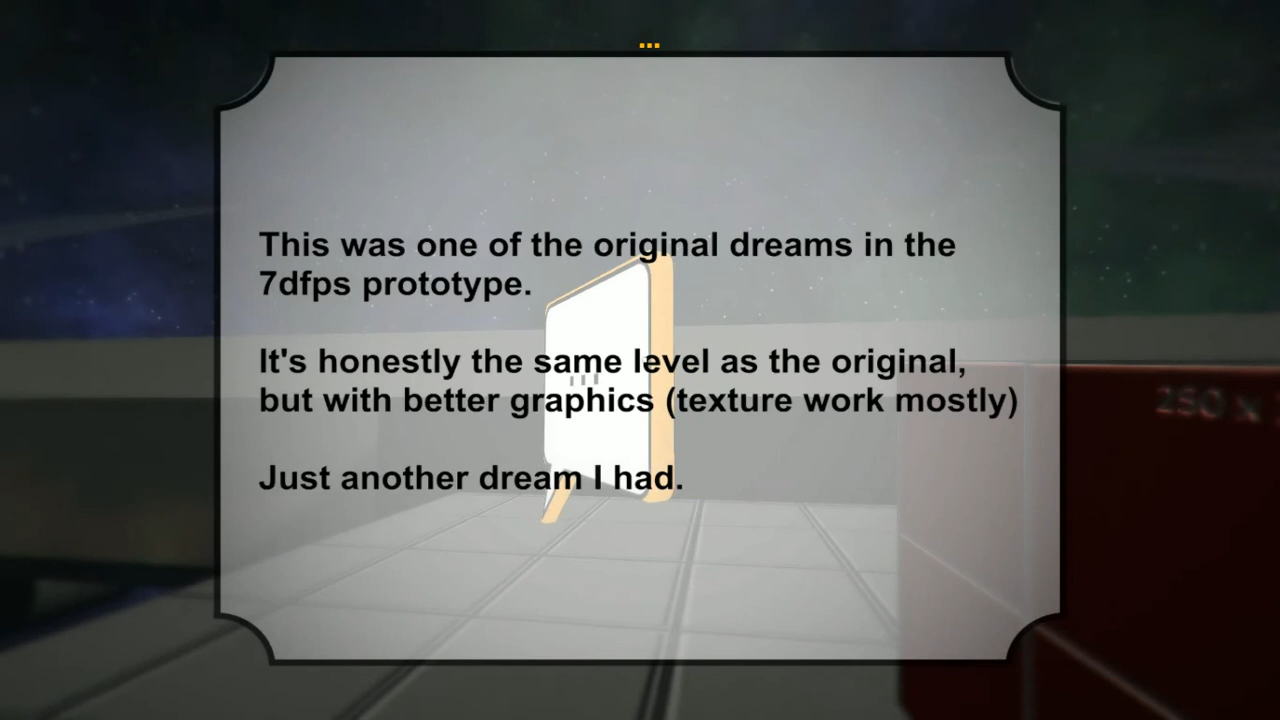 ...
This was one of the original dreams in the
7dfps prototype.
It's honestly the same level as the original,
but with better graphics (texture work mostly)
Just another dream I had.
250 x